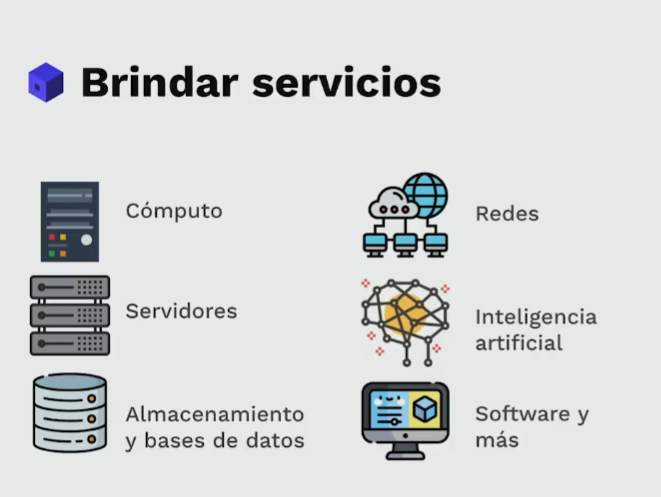 Brindar servicios
Cómputo
Redes
Servidores
Inteligencia
artificial
Almacenamiento
y bases de datos
Software y
más